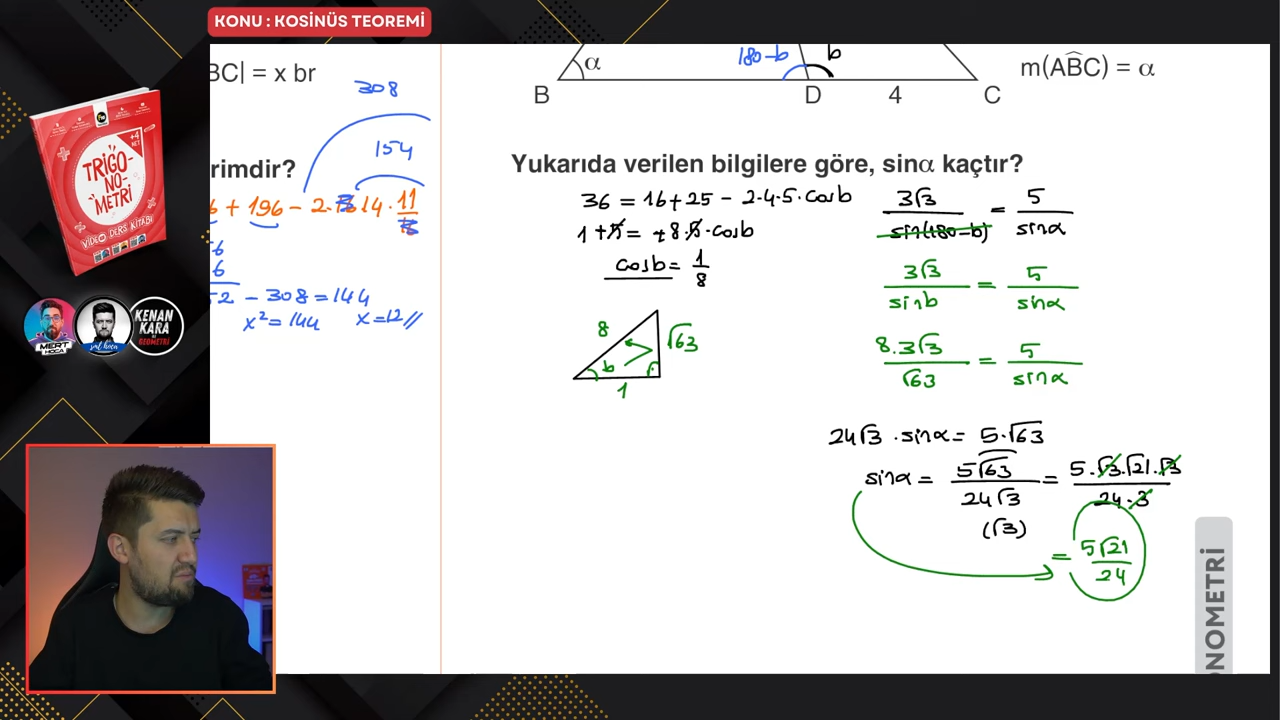 KONU : KOSİNÜS TEOREMİ
BC| = x br
308
154
rimdir?
+ 196 - 2. 14 . 11
- 308 = 144
x² = 144 x = 12 //
180-b b
α
B D 4 C
m(ABC) = α
Yukarıda verilen bilgilere göre, sinα kaçtır?
36 = 16 + 25 - 2.4.5.cosb
cosb = 1/8
8 √63
b
1
3√3/sin(180-b) = 5/sinα
3√3/sinb = 5/sinα
8.3√3/√63 = 5/sinα
24√3 . sinα = 5.√63
sinα = 5√63/24√3 = 5.√3.√21.√3/24.3
(√3)
= 5√21/24
TRİGO-
NO-
METRİ
VİDEO DERS KİTABI
+4 NET
MERT HOCA
KENAN
KARA
GEOMETRİ
NOMETRİ